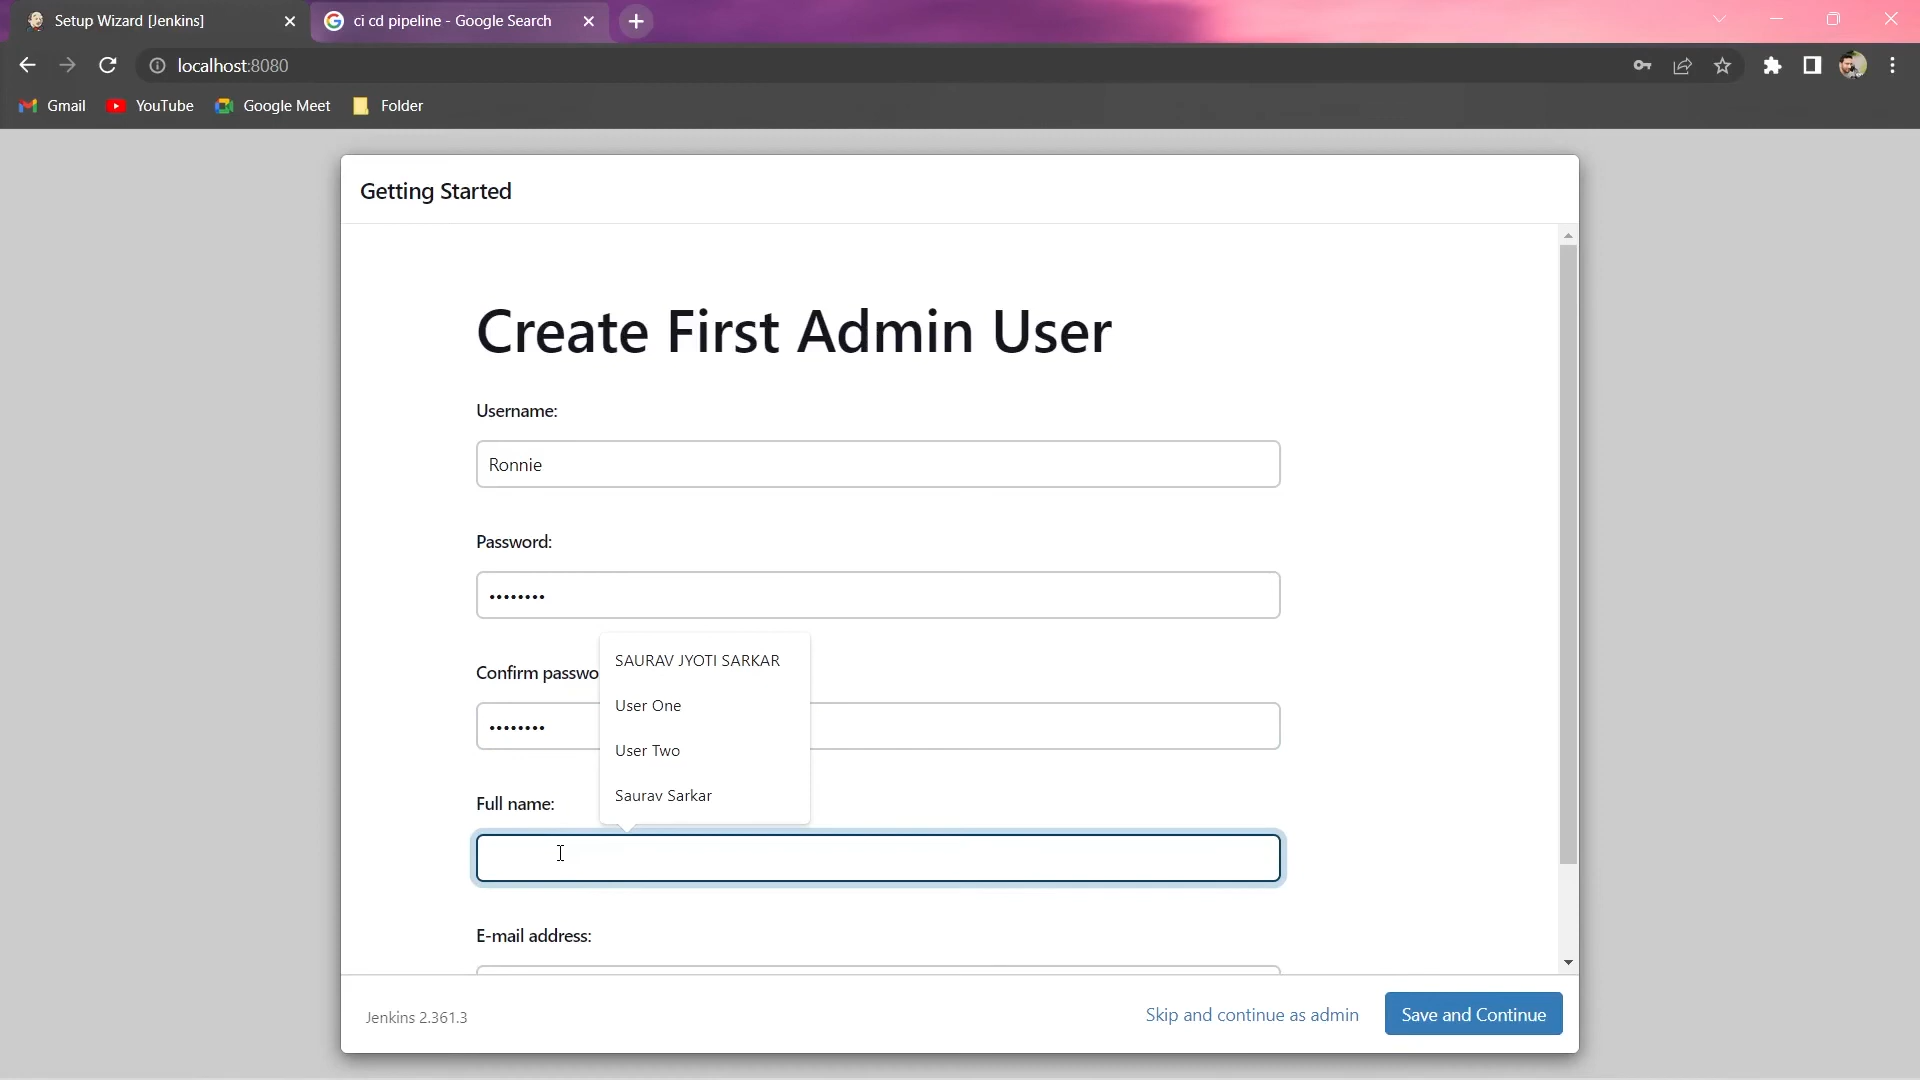 Setup Wizard [Jenkins]
ci cd pipeline - Google Search
localhost:8080
Gmail
YouTube
Google Meet
Folder
Getting Started
Create First Admin User
Username:
Ronnie
Password:
••••••••
Confirm passwo
••••••••
SAURAV JYOTI SARKAR
User One
User Two
Saurav Sarkar
Full name:
E-mail address:
Jenkins 2.361.3
Skip and continue as admin
Save and Continue